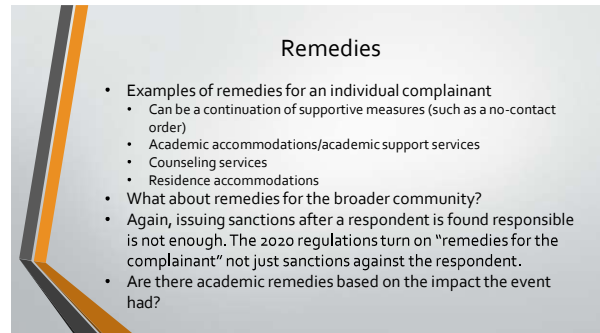 Remedies
• Examples of remedies for an individual complainant
• Can be a continuation of supportive measures (such as a no-contact
order)
• Academic accommodations/academic support services
• Counseling services
• Residence accommodations
• What about remedies for the broader community?
• Again, issuing sanctions after a respondent is found responsible
is not enough. The 2020 regulations turn on “remedies for the
complainant” not just sanctions against the respondent.
• Are there academic remedies based on the impact the event
had?